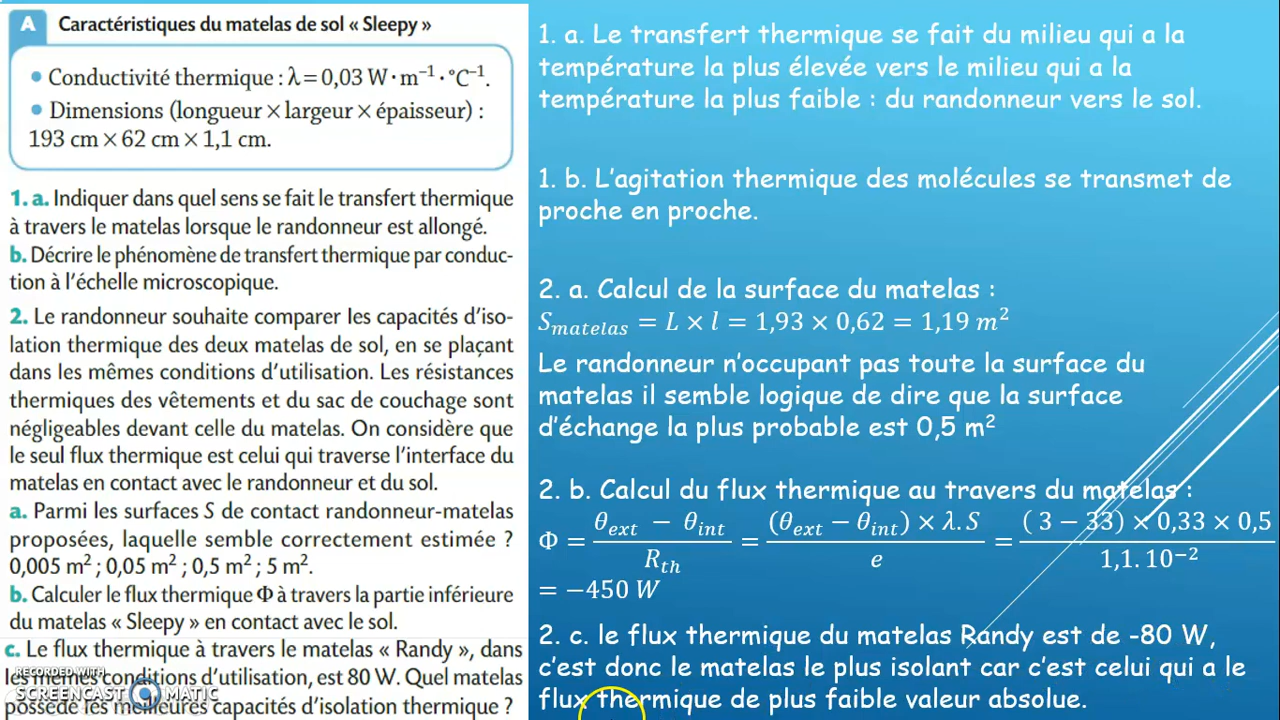 A Caractéristiques du matelas de sol « Sleepy »
• Conductivité thermique : λ = 0,03 W·m⁻¹·°C⁻¹.
• Dimensions (longueur × largeur × épaisseur) :
193 cm × 62 cm × 1,1 cm.
1. a. Indiquer dans quel sens se fait le transfert thermique
à travers le matelas lorsque le randonneur est allongé.
b. Décrire le phénomène de transfert thermique par conduc-
tion à l'échelle microscopique.
2. Le randonneur souhaite comparer les capacités d'iso-
lation thermique des deux matelas de sol, en se plaçant
dans les mêmes conditions d'utilisation. Les résistances
thermiques des vêtements et du sac de couchage sont
négligeables devant celle du matelas. On considère que
le seul flux thermique est celui qui traverse l'interface du
matelas en contact avec le randonneur et du sol.
a. Parmi les surfaces S de contact randonneur-matelas
proposées, laquelle semble correctement estimée ?
0,005 m² ; 0,05 m² ; 0,5 m² ; 5 m².
b. Calculer le flux thermique Φ à travers la partie inférieure
du matelas « Sleepy » en contact avec le sol.
c. Le flux thermique à travers le matelas « Randy », dans
les mêmes conditions d'utilisation, est 80 W. Quel matelas
possède les meilleures capacités d'isolation thermique ?
RECORDED WITH
SCREENCAST MATIC
1. a. Le transfert thermique se fait du milieu qui a la
température la plus élevée vers le milieu qui a la
température la plus faible : du randonneur vers le sol.
1. b. L'agitation thermique des molécules se transmet de
proche en proche.
2. a. Calcul de la surface du matelas :
S_matelas = L × l = 1,93 × 0,62 = 1,19 m²
Le randonneur n'occupant pas toute la surface du
matelas il semble logique de dire que la surface
d'échange la plus probable est 0,5 m²
2. b. Calcul du flux thermique au travers du matelas :
Φ = (θ_ext − θ_int) / R_th = (θ_ext − θ_int) × λ.S / e = ( 3 − 33) × 0,33 × 0,5 / 1,1. 10⁻²
= −450 W
2. c. le flux thermique du matelas Randy est de -80 W,
c'est donc le matelas le plus isolant car c'est celui qui a le
flux thermique de plus faible valeur absolue.